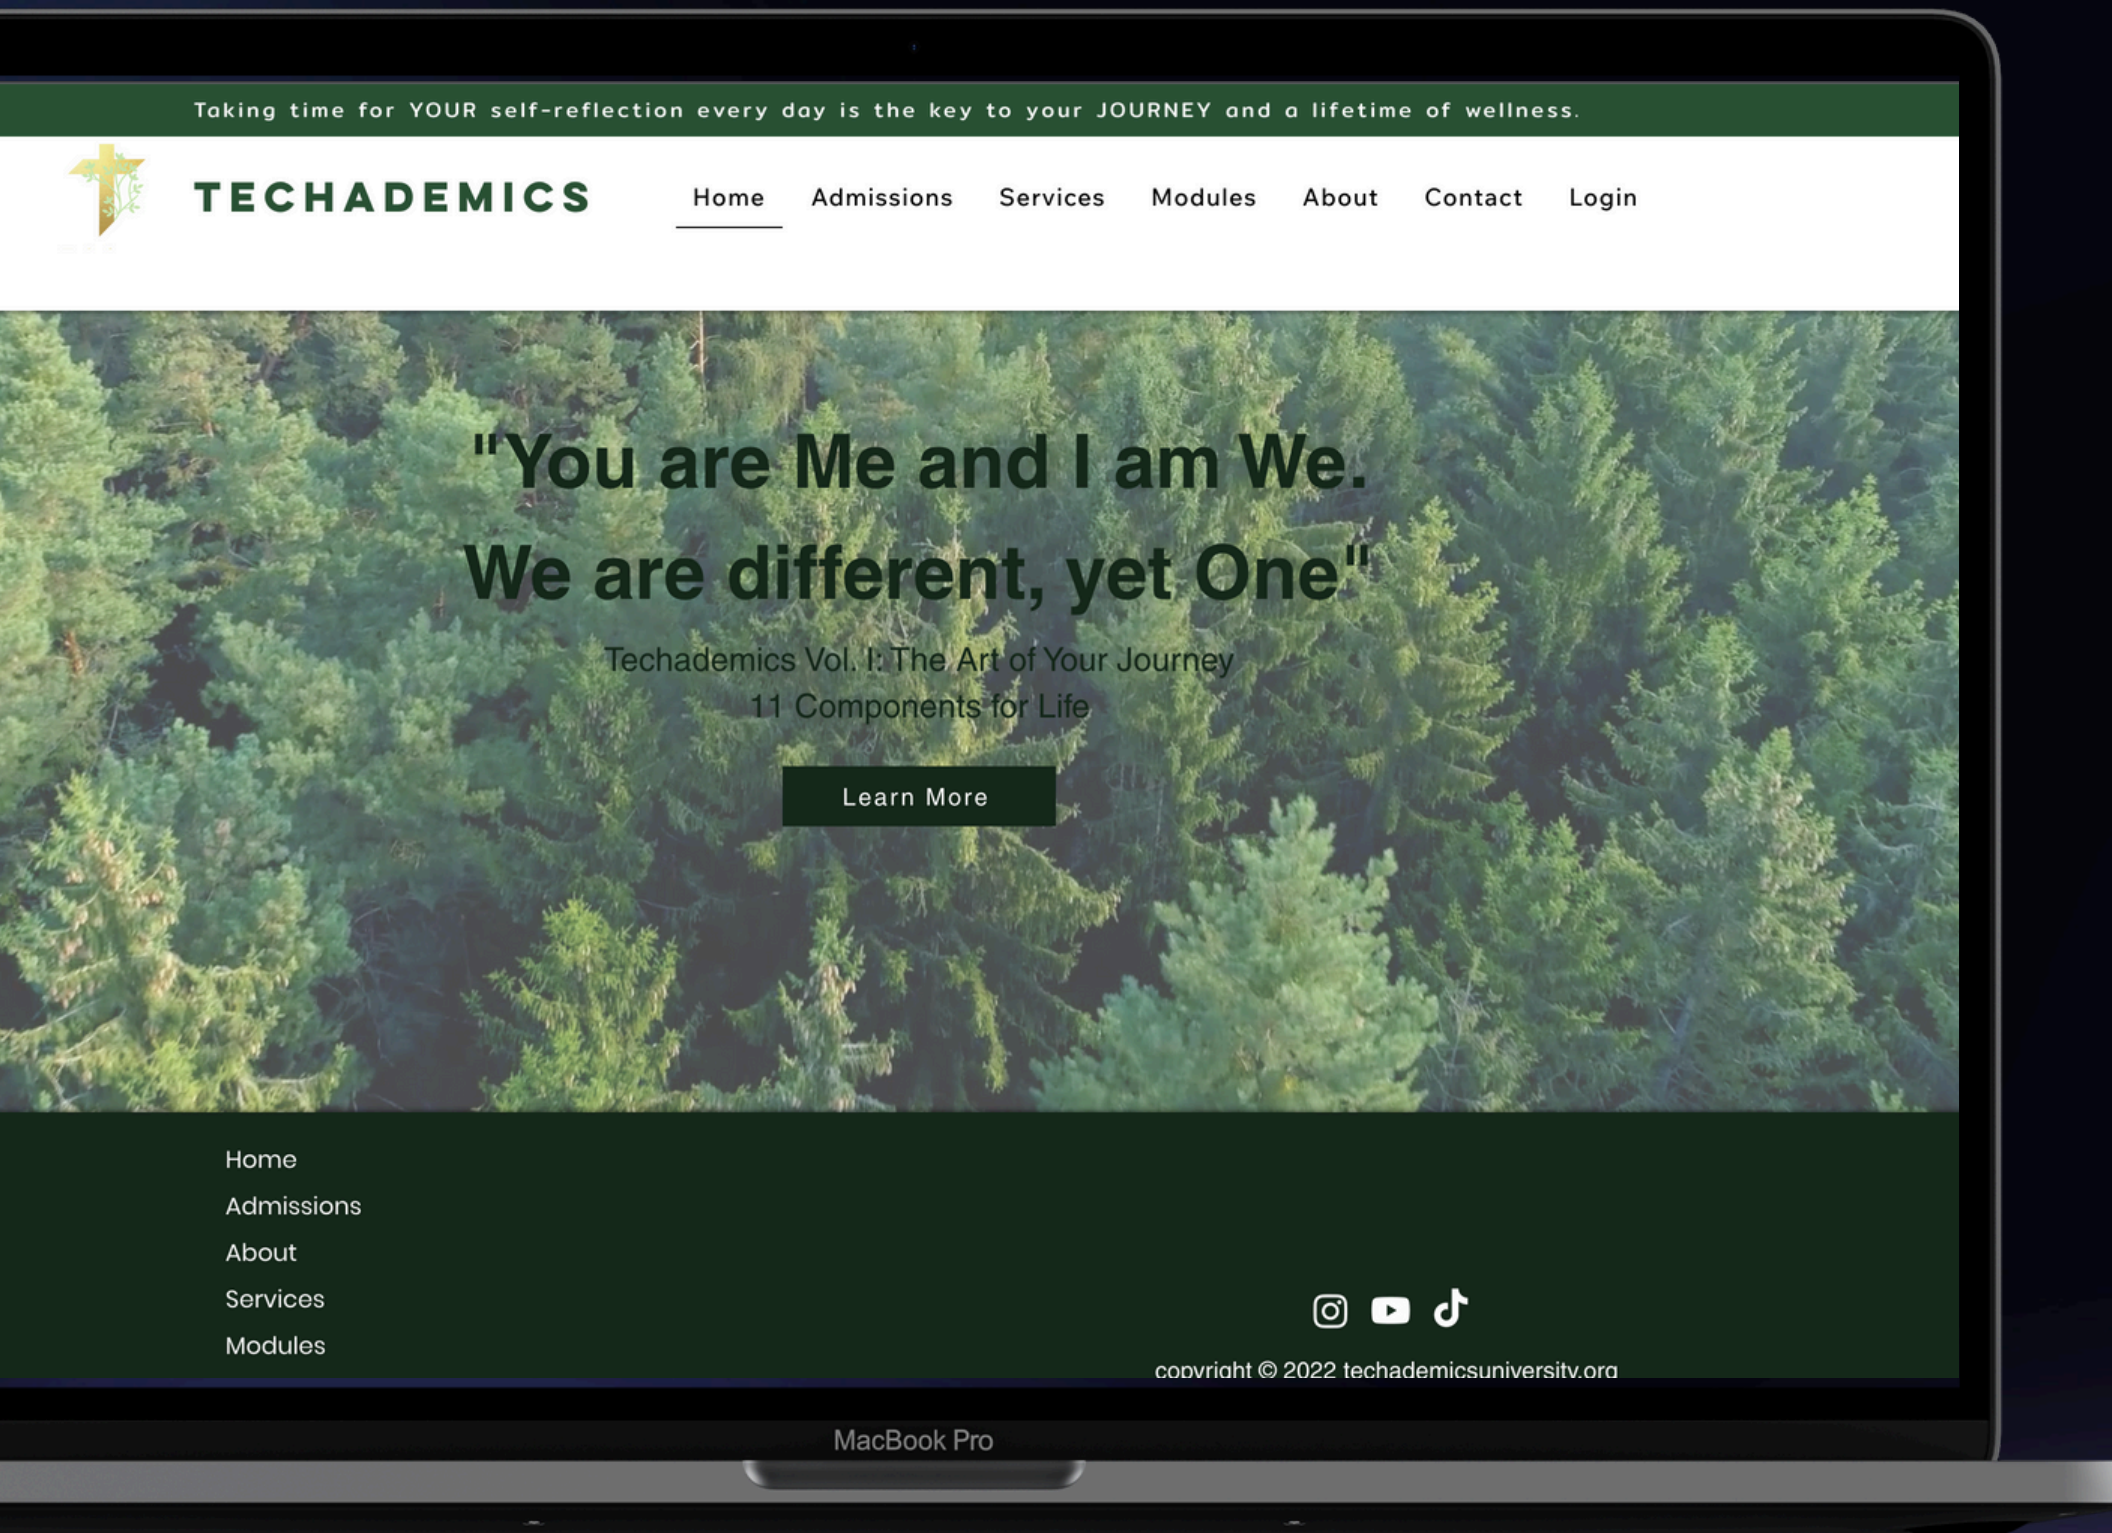 Taking time for YOUR self-reflection every day is the key to your JOURNEY and a lifetime of wellness.
TECHADEMICS
Home Admissions Services Modules About Contact Login
"You are Me and I am We.
We are different, yet One"
Techademics Vol. I: The Art of Your Journey
11 Components for Life
Learn More
Home
Admissions
About
Services
Modules
copyright © 2022 techademicsuniversity.org
MacBook Pro